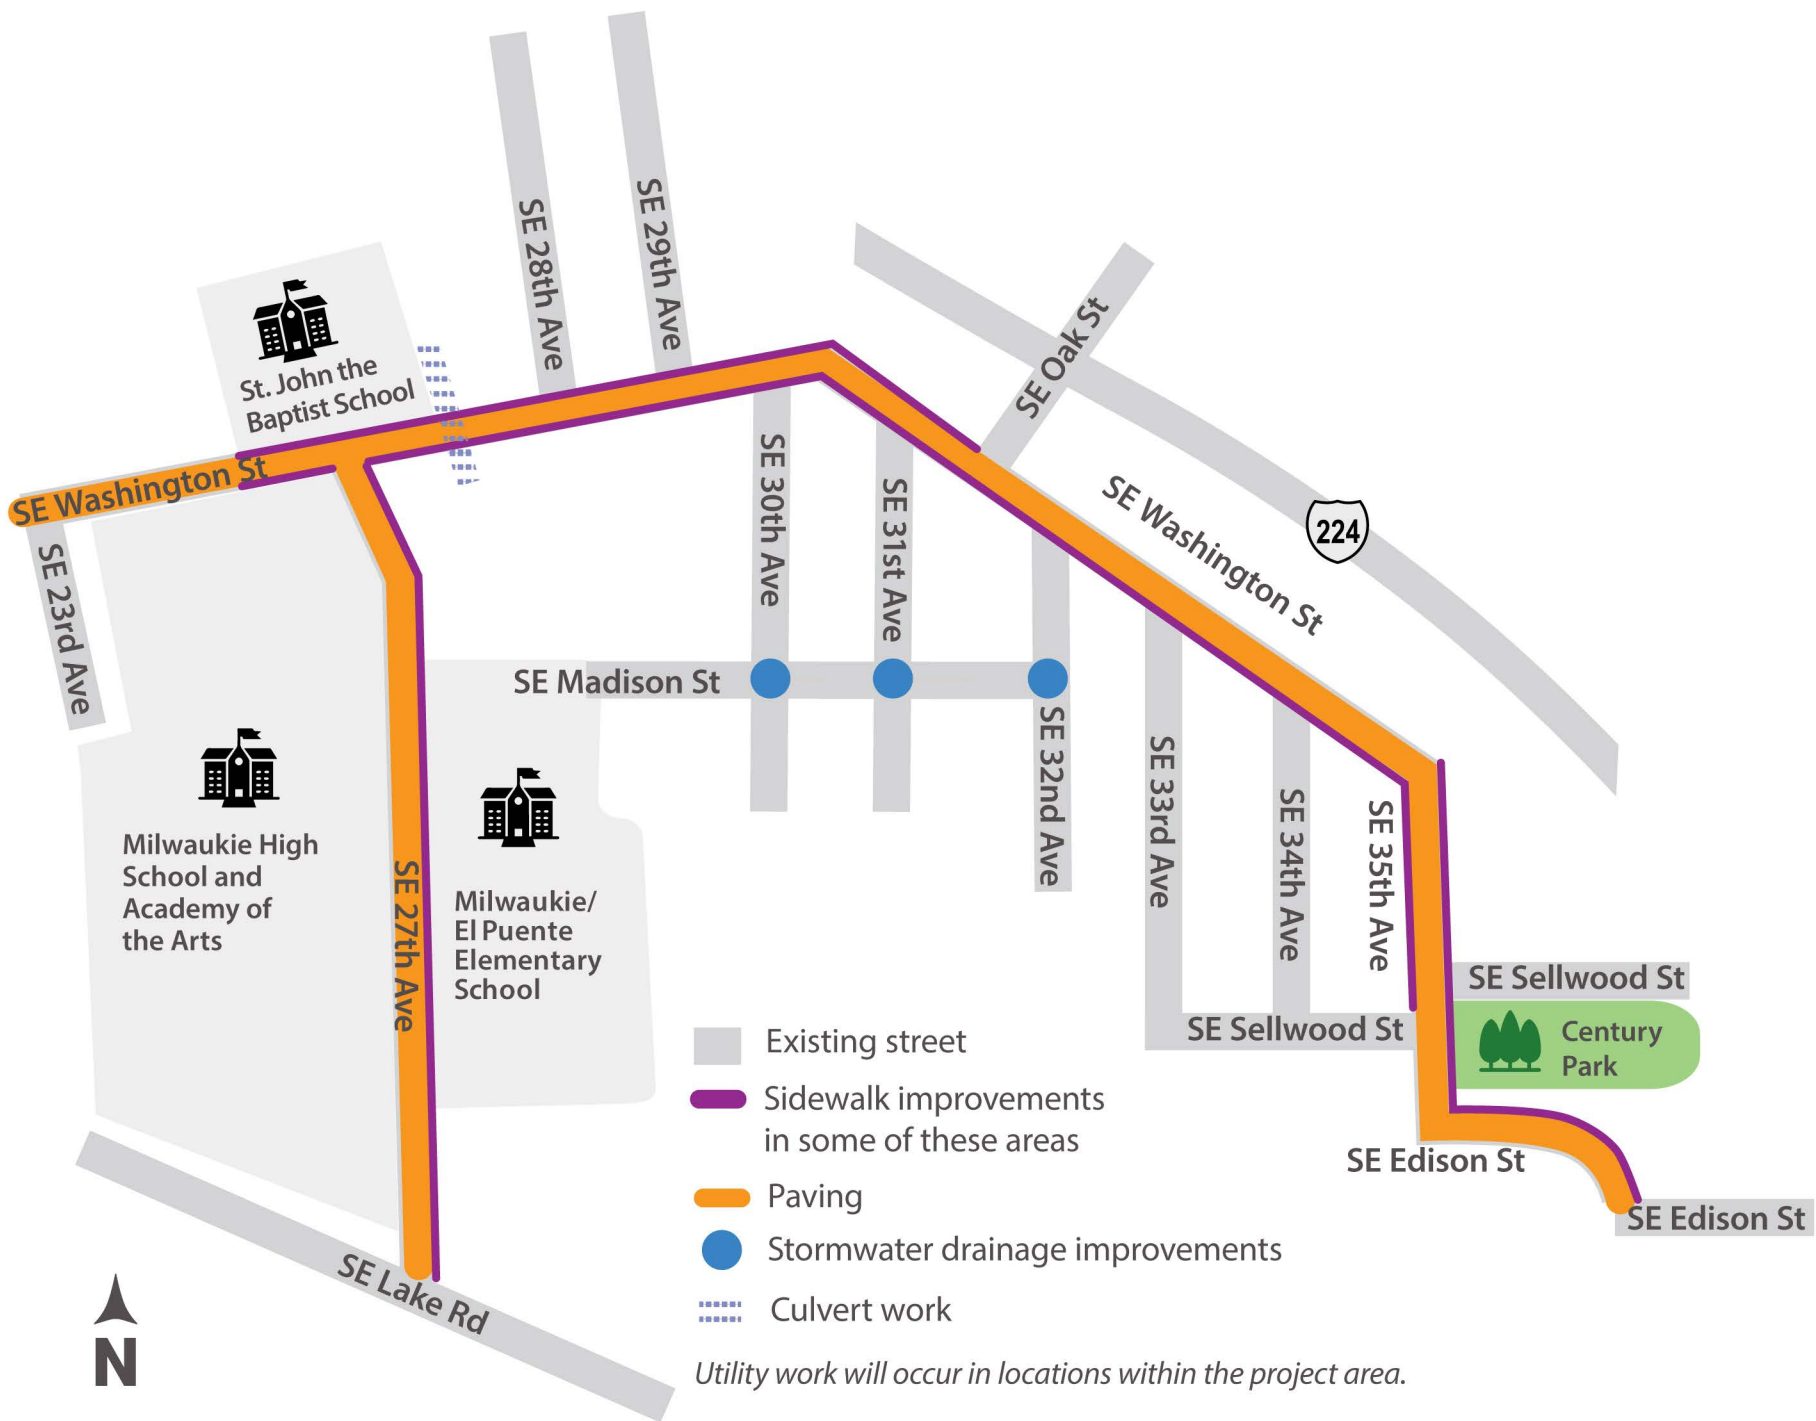 SE 28th Ave
SE 29th Ave
SE Oak St
St. John the
Baptist School
SE Washington St
SE Washington St
224
SE 23rd Ave
SE 30th Ave
SE 31st Ave
SE Madison St
SE 32nd Ave
SE 33rd Ave
SE 34th Ave
SE 35th Ave
Milwaukie High
School and
Academy of
the Arts
SE 27th Ave
Milwaukie/
El Puente
Elementary
School
SE Sellwood St
SE Sellwood St
Century
Park
SE Edison St
SE Edison St
SE Lake Rd
N
Existing street
Sidewalk improvements
in some of these areas
Paving
Stormwater drainage improvements
Culvert work
Utility work will occur in locations within the project area.